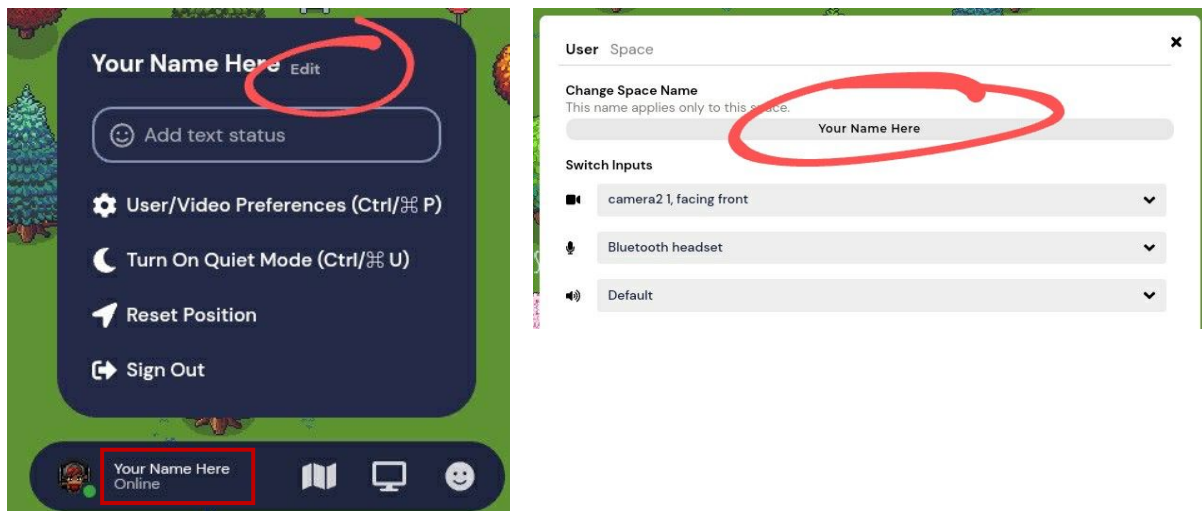 Your Name Here Edit
Add text status
User/Video Preferences (Ctrl/⌘ P)
Turn On Quiet Mode (Ctrl/⌘ U)
Reset Position
Sign Out
Your Name Here
Online
User Space
Change Space Name
This name applies only to this space.
Your Name Here
Switch Inputs
camera2 1, facing front
Bluetooth headset
Default